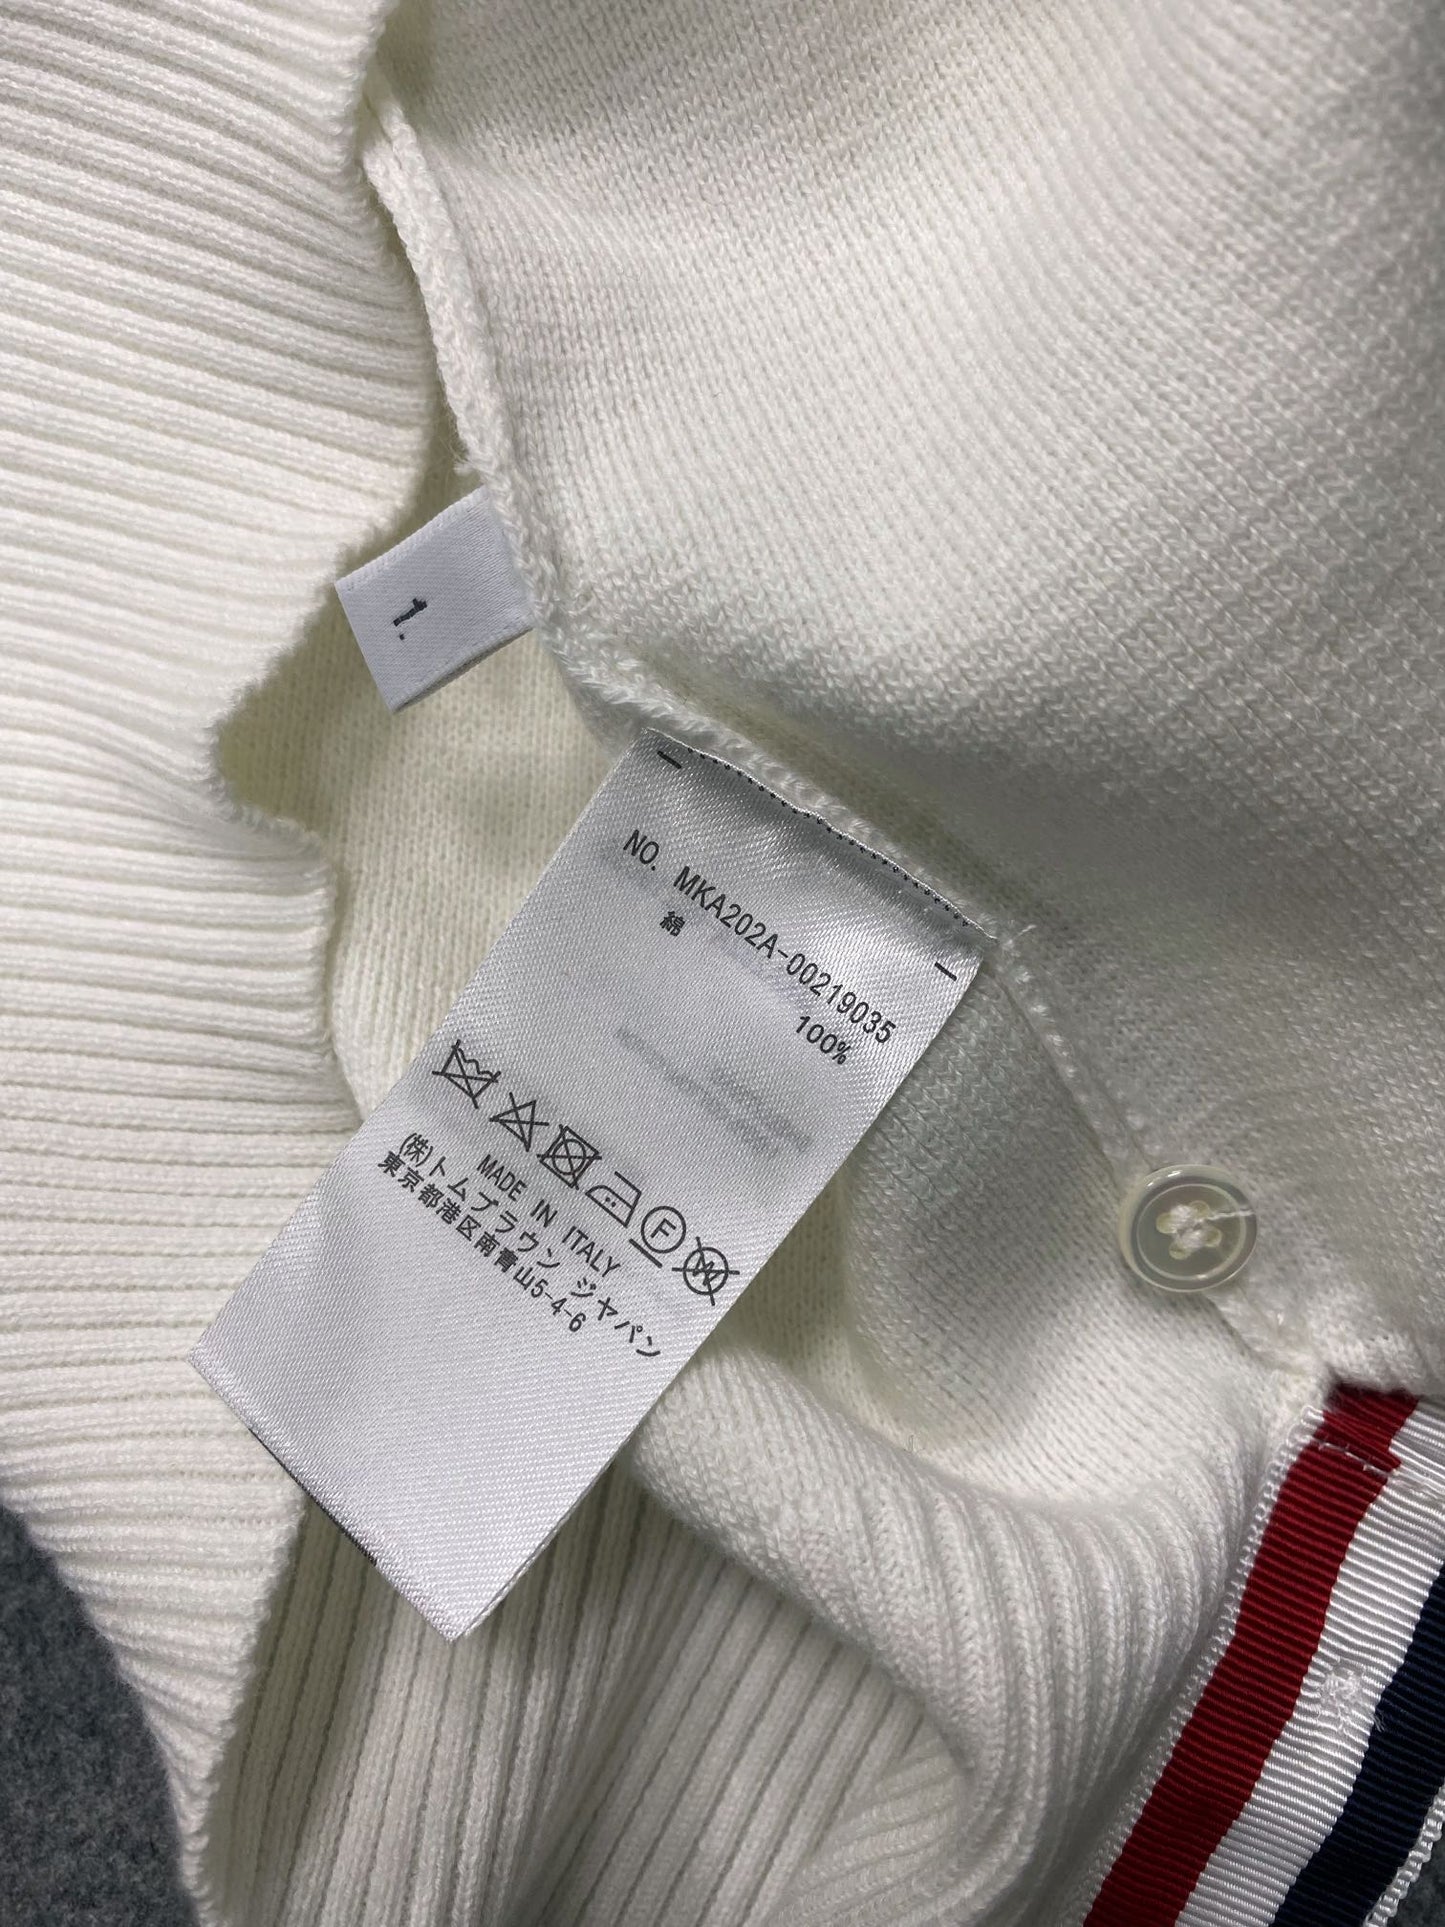 1.
NO. MKA202A-00219035
綿 100%
F W
MADE IN ITALY
(株)トムブラウン ジャパン
東京都港区南青山5-4-6